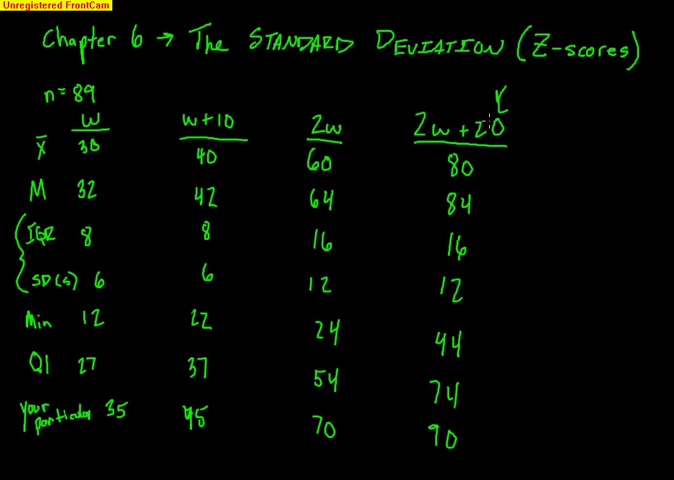 Unregistered FrontCam
Chapter 6 → The STANDARD DEVIATION (Z-scores)
n = 89
W W+10 2W 2W + 20
x̄ 30 40 60 80
M 32 42 64 84
IQR 8 8 16 16
SD(s) 6 6 12 12
Min 12 22 24 44
Q1 27 37 54 74
Your particular 35 45 70 90